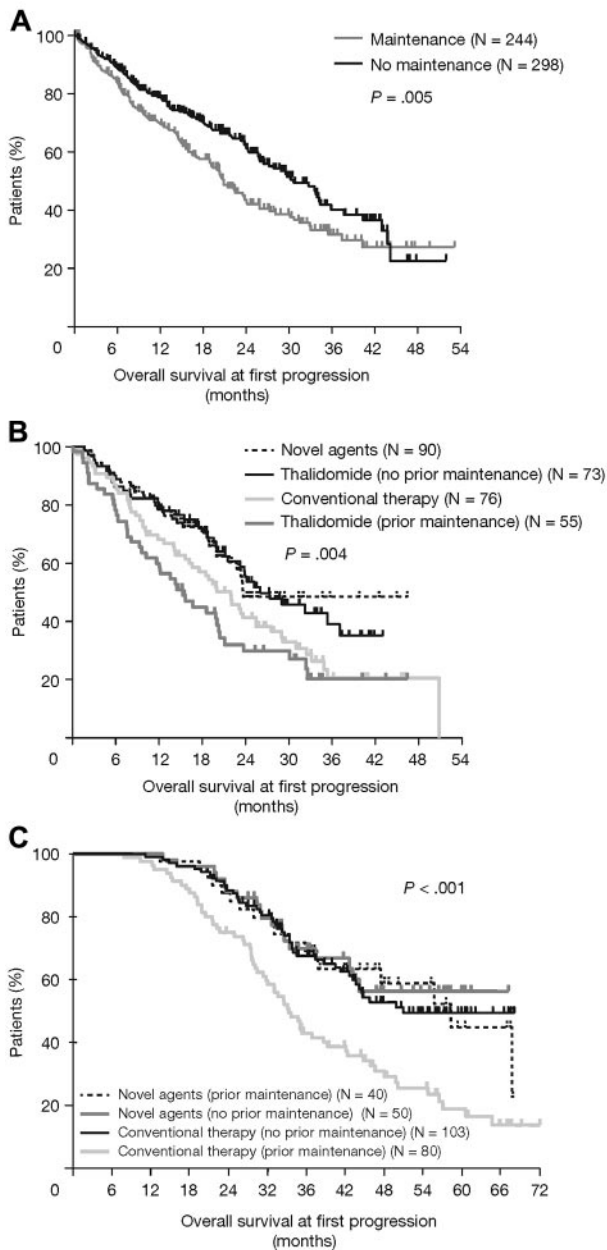 A
100
80
60
40
20
0
Patients (%)
Maintenance (N = 244)
No maintenance (N = 298)
P = .005
6 12 18 24 30 36 42 48 54
Overall survival at first progression
(months)
B
100
80
60
40
20
0
Patients (%)
Novel agents (N = 90)
Thalidomide (no prior maintenance) (N = 73)
Conventional therapy (N = 76)
Thalidomide (prior maintenance) (N = 55)
P = .004
6 12 18 24 30 36 42 48 54
Overall survival at first progression
(months)
C
100
80
60
40
20
0
Patients (%)
P < .001
Novel agents (prior maintenance) (N = 40)
Novel agents (no prior maintenance) (N = 50)
Conventional therapy (no prior maintenance) (N = 103)
Conventional therapy (prior maintenance) (N = 80)
6 12 18 24 32 36 42 48 54 60 66 72
Overall survival at first progression
(months)